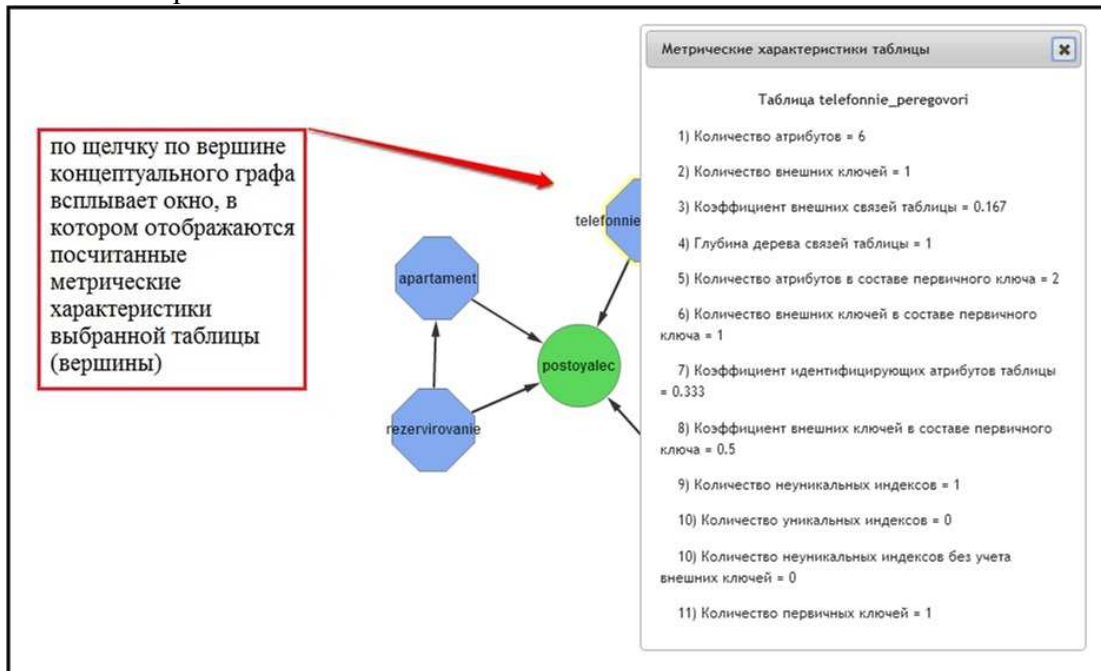 по щелчку по вершине
концептуального графа
всплывает окно, в
котором отображаются
посчитанные
метрические
характеристики
выбранной таблицы
(вершины)
telefonnie
apartament
postoyalec
rezervirovanie
Метрические характеристики таблицы
Таблица telefonnie_peregovori
1) Количество атрибутов = 6
2) Количество внешних ключей = 1
3) Коэффициент внешних связей таблицы = 0.167
4) Глубина дерева связей таблицы = 1
5) Количество атрибутов в составе первичного ключа = 2
6) Количество внешних ключей в составе первичного
ключа = 1
7) Коэффициент идентифицирующих атрибутов таблицы
= 0.333
8) Коэффициент внешних ключей в составе первичного
ключа = 0.5
9) Количество неуникальных индексов = 1
10) Количество уникальных индексов = 0
10) Количество неуникальных индексов без учета
внешних ключей = 0
11) Количество первичных ключей = 1